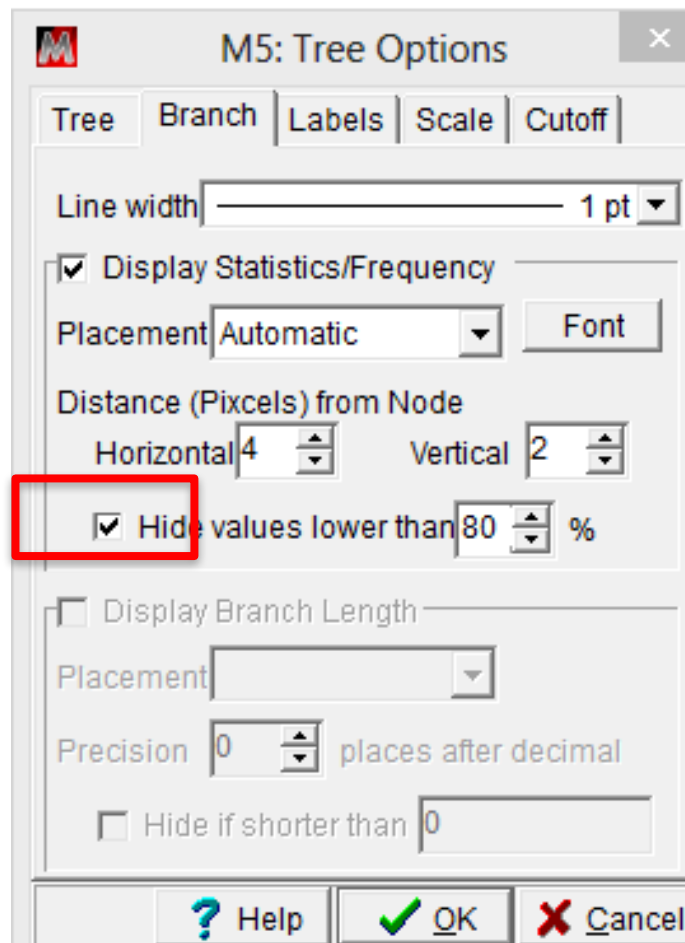 M5: Tree Options
Tree Branch Labels Scale Cutoff
Line width 1 pt
Display Statistics/Frequency
Placement Automatic Font
Distance (Pixcels) from Node
Horizontal 4 Vertical 2
Hide values lower than 80 %
Display Branch Length
Placement
Precision 0 places after decimal
Hide if shorter than 0
? Help OK Cancel